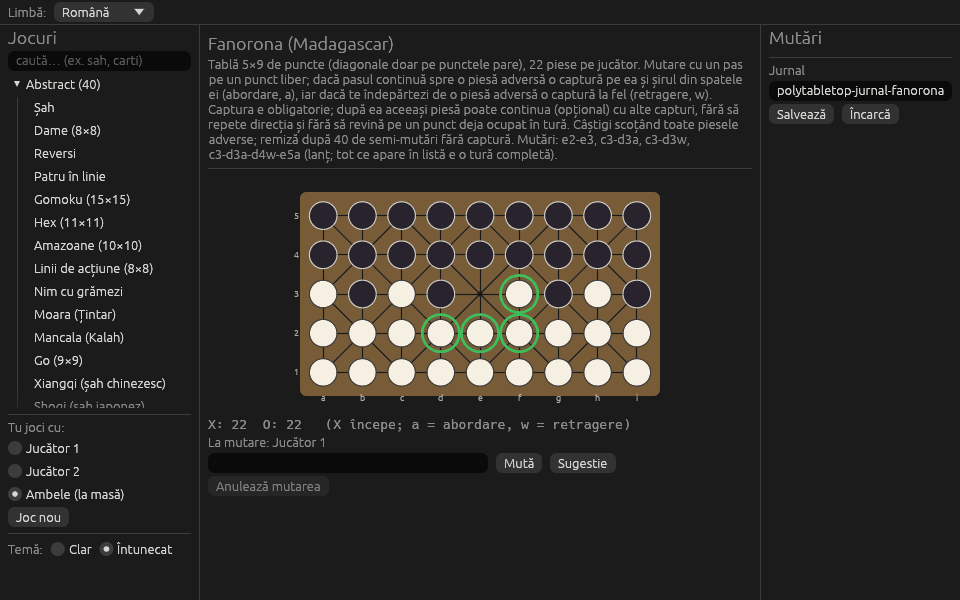 Limbă: Română
Jocuri
caută... (ex. sah, carti)
Abstract (40)
Șah
Dame (8×8)
Reversi
Patru în linie
Gomoku (15×15)
Hex (11×11)
Amazoane (10×10)
Linii de acțiune (8×8)
Nim cu grămezi
Moara (Țintar)
Mancala (Kalah)
Go (9×9)
Xiangqi (șah chinezesc)
Shogi (șah japonez)
Tu joci cu:
Jucător 1
Jucător 2
Ambele (la masă)
Joc nou
Temă: Clar Întunecat
Fanorona (Madagascar)
Tablă 5×9 de puncte (diagonale doar pe punctele pare), 22 piese pe jucător. Mutare cu un pas
pe un punct liber; dacă pasul continuă spre o piesă adversă o captură pe ea și șirul din spatele
ei (abordare, a), iar dacă te îndepărtezi de o piesă adversă o captură la fel (retragere, w).
Captura e obligatorie; după ea aceeași piesă poate continua (opțional) cu alte capturi, fără să
repete direcția și fără să revină pe un punct deja ocupat în tură. Câștigi scoțând toate piesele
adverse; remiză după 40 de semi-mutări fără captură. Mutări: e2-e3, c3-d3a, c3-d3w,
c3-d3a-d4w-e5a (lanț; tot ce apare în listă e o tură completă).
5
4
3
2
1
a b c d e f g h i
X: 22 O: 22 (X începe; a = abordare, w = retragere)
La mutare: Jucător 1
Mută Sugestie
Anulează mutarea
Mutări
Jurnal
polytabletop-jurnal-fanorona
Salvează Încarcă